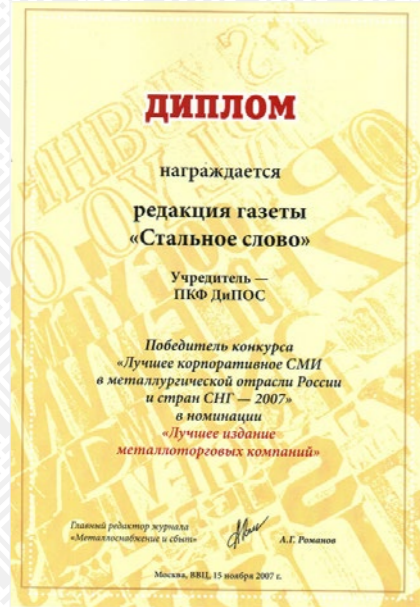 ДИПЛОМ
награждается
редакция газеты
«Стальное слово»
Учредитель —
ПКФ ДиПОС
Победитель конкурса
«Лучшее корпоративное СМИ
в металлургической отрасли России
и стран СНГ — 2007»
в номинации
«Лучшее издание
металлоторговых компаний»
Главный редактор журнала
«Металлоснабжение и сбыт»
А.Г. Романов
Москва, ВВЦ, 15 ноября 2007 г.